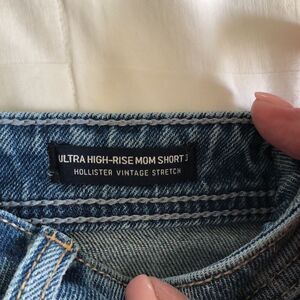 ULTRA HIGH-RISE MOM SHORT
HOLLISTER VINTAGE STRETCH